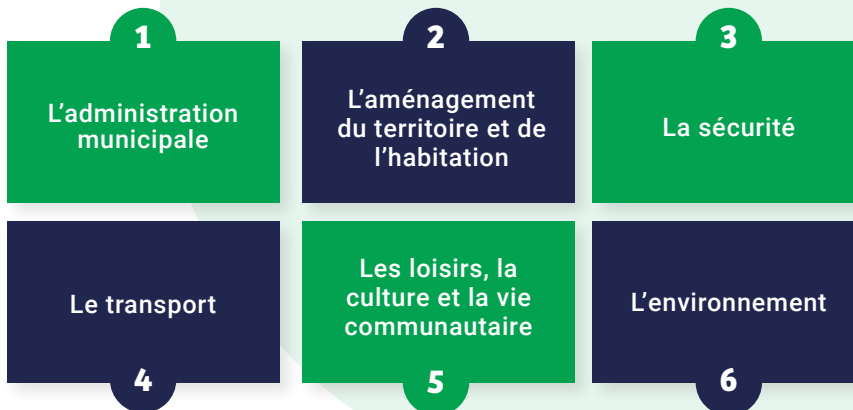 1
L'administration
municipale
2
L'aménagement
du territoire et de
l'habitation
3
La sécurité
Le transport
4
Les loisirs, la
culture et la vie
communautaire
5
L'environnement
6